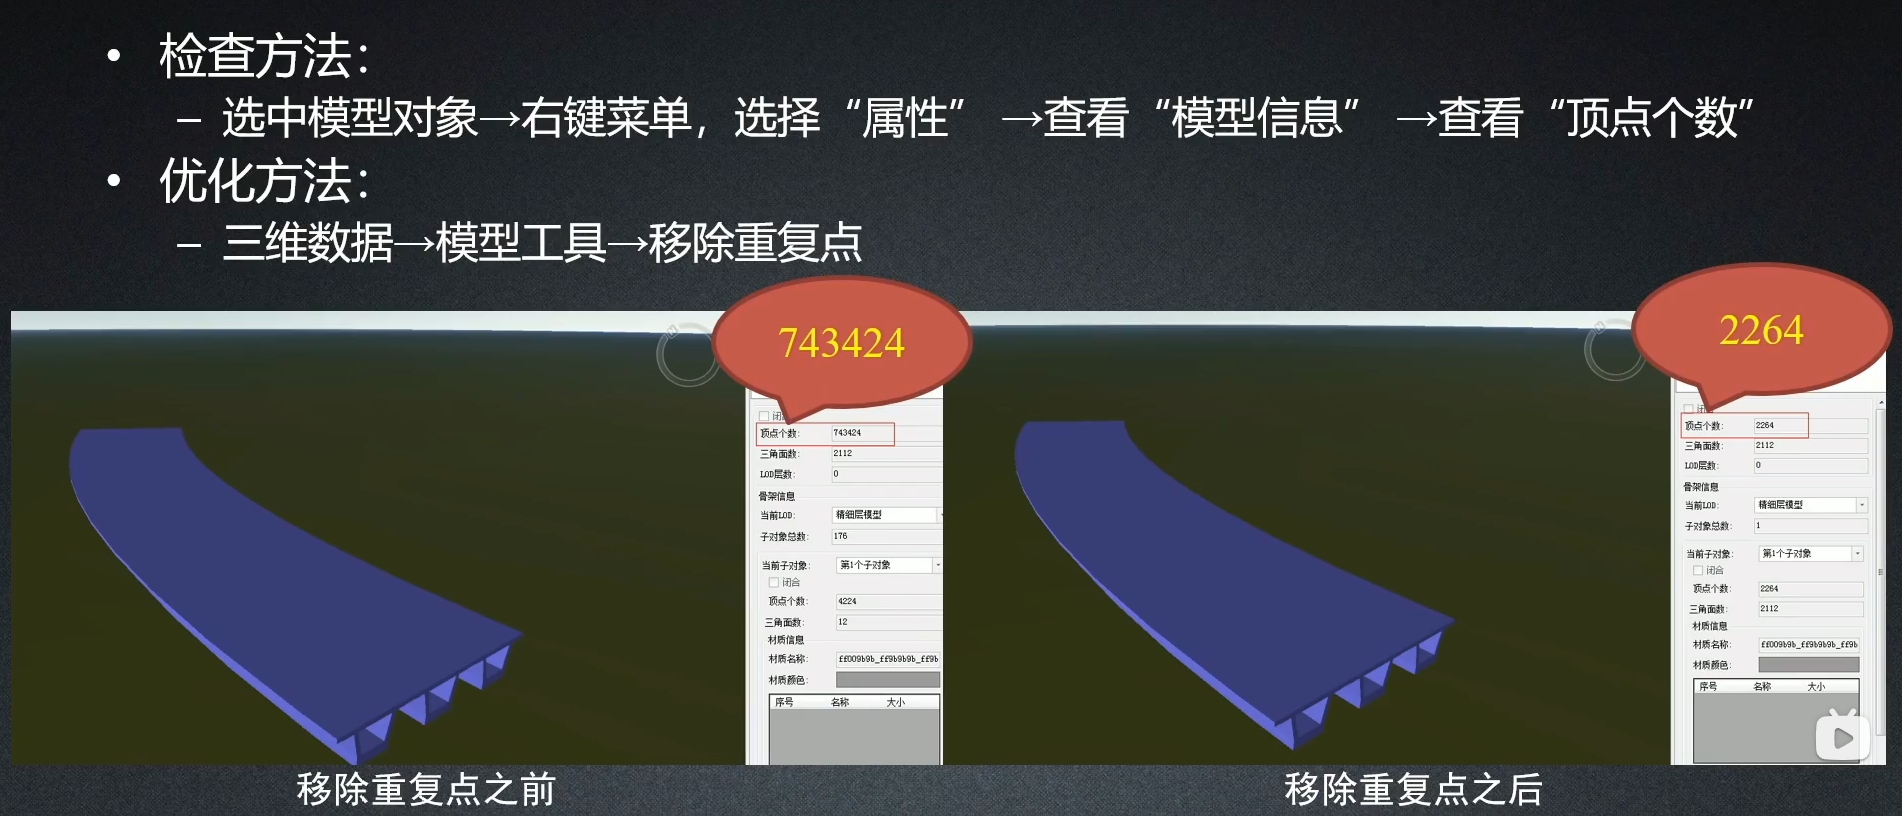 • 检查方法：
– 选中模型对象→右键菜单，选择“属性” →查看“模型信息” →查看“顶点个数”
• 优化方法：
– 三维数据→模型工具→移除重复点
743424
顶点个数: 743424
三角面数: 2112
LOD层数: 0
骨架信息
当前LOD: 精细层模型
子对象总数: 176
当前子对象: 第1个子对象
闭合
顶点个数: 4224
三角面数: 12
材质信息
材质名称: ff009b9b_ff9b9b9b_ff9b
材质颜色:
序号 名称 大小
移除重复点之前
2264
顶点个数: 2264
三角面数: 2112
LOD层数: 0
骨架信息
当前LOD: 精细层模型
子对象总数: 1
当前子对象: 第1个子对象
闭合
顶点个数: 2264
三角面数: 2112
材质信息
材质名称: ff009b9b_ff9b9b9b_ff9b
材质颜色:
序号 名称 大小
移除重复点之后